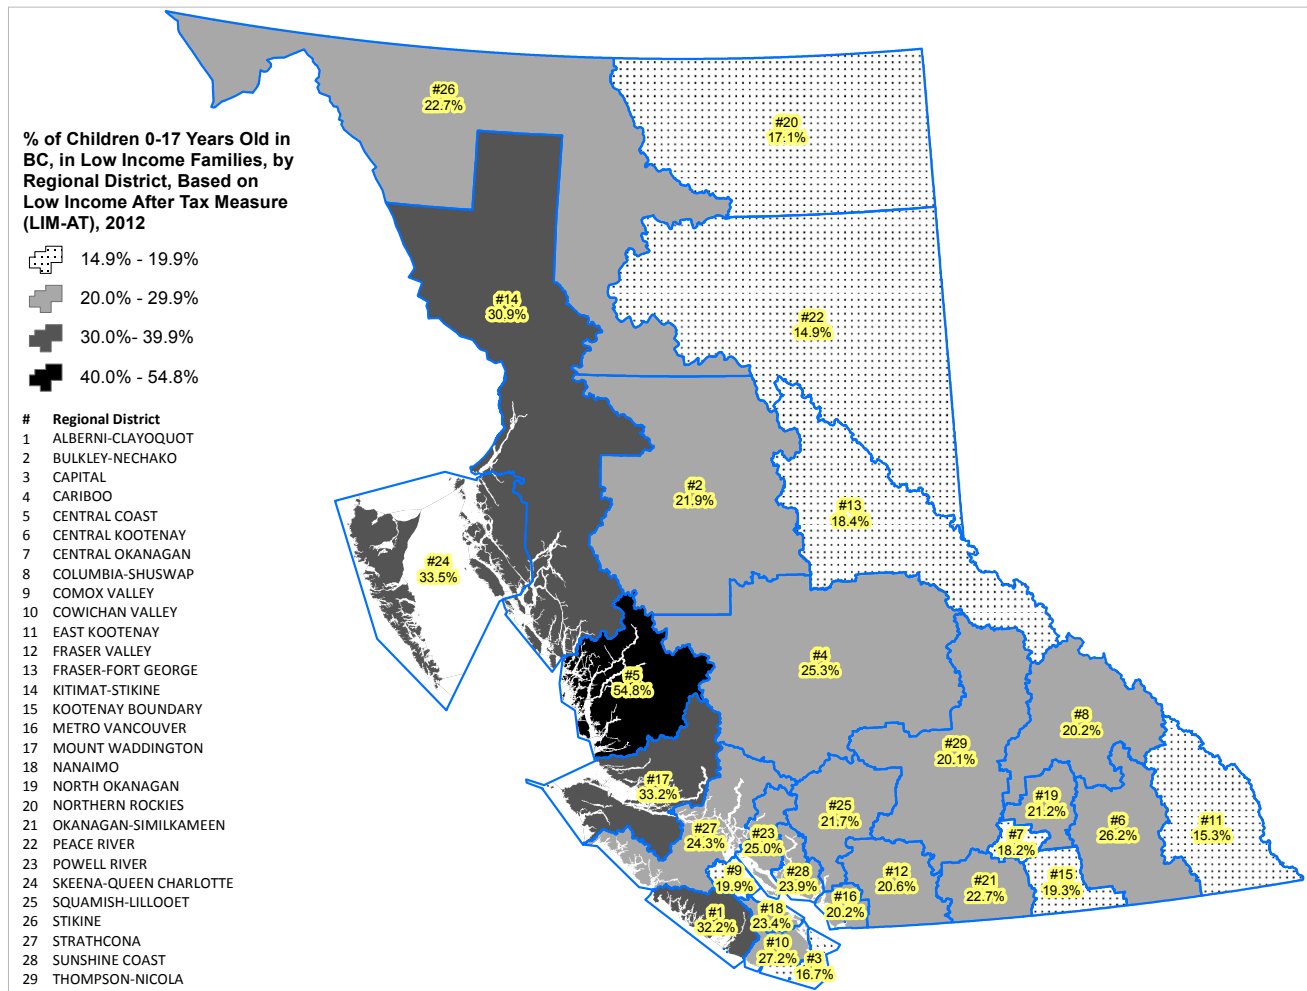 % of Children 0-17 Years Old in
BC, in Low Income Families, by
Regional District, Based on
Low Income After Tax Measure
(LIM-AT), 2012
14.9% - 19.9%
20.0% - 29.9%
30.0%- 39.9%
40.0% - 54.8%
# Regional District
1 ALBERNI-CLAYOQUOT
2 BULKLEY-NECHAKO
3 CAPITAL
4 CARIBOO
5 CENTRAL COAST
6 CENTRAL KOOTENAY
7 CENTRAL OKANAGAN
8 COLUMBIA-SHUSWAP
9 COMOX VALLEY
10 COWICHAN VALLEY
11 EAST KOOTENAY
12 FRASER VALLEY
13 FRASER-FORT GEORGE
14 KITIMAT-STIKINE
15 KOOTENAY BOUNDARY
16 METRO VANCOUVER
17 MOUNT WADDINGTON
18 NANAIMO
19 NORTH OKANAGAN
20 NORTHERN ROCKIES
21 OKANAGAN-SIMILKAMEEN
22 PEACE RIVER
23 POWELL RIVER
24 SKEENA-QUEEN CHARLOTTE
25 SQUAMISH-LILLOOET
26 STIKINE
27 STRATHCONA
28 SUNSHINE COAST
29 THOMPSON-NICOLA
#26
22.7%
#20
17.1%
#14
30.9%
#22
14.9%
#2
21.9%
#13
18.4%
#24
33.5%
#4
25.3%
#5
54.8%
#8
20.2%
#29
20.1%
#17
33.2%
#19
21.2%
#25
21.7%
#6
26.2%
#11
15.3%
#27
24.3%
#23
25.0%
#7
18.2%
#9
19.9%
#28
23.9%
#12
20.6%
#21
22.7%
#15
19.3%
#16
20.2%
#1
32.2%
#18
23.4%
#10
27.2%
#3
16.7%